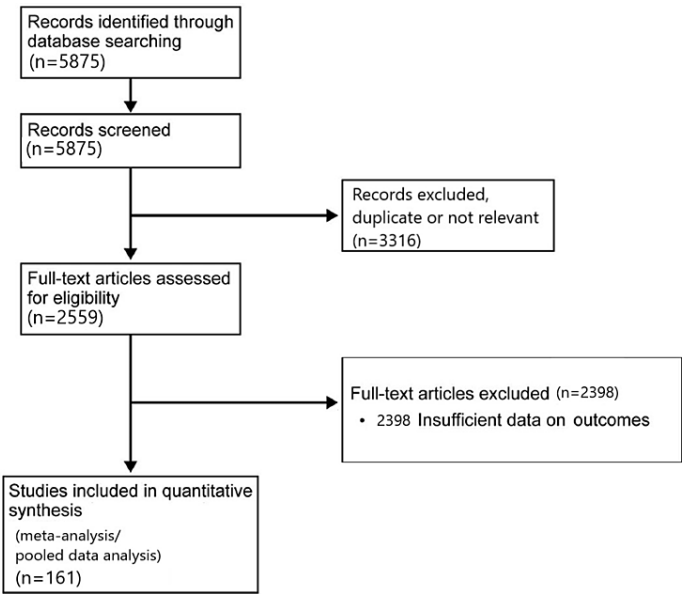 Records identified through
database searching
(n=5875)
Records screened
(n=5875)
Records excluded,
duplicate or not relevant
(n=3316)
Full-text articles assessed
for eligibility
(n=2559)
Full-text articles excluded (n=2398)
• 2398 Insufficient data on outcomes
Studies included in quantitative
synthesis
(meta-analysis/
pooled data analysis)
(n=161)